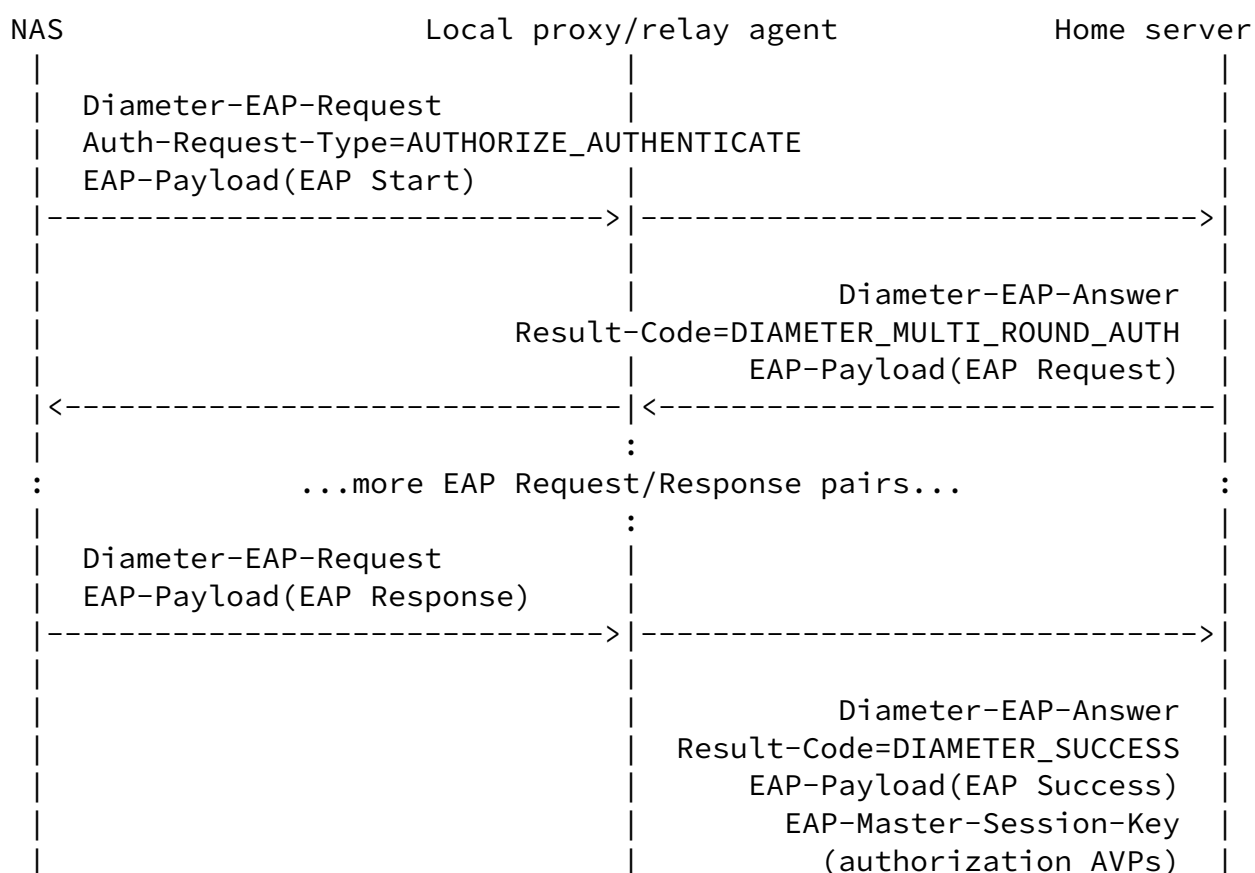 NAS Local proxy/relay agent Home server
Diameter-EAP-Request
Auth-Request-Type=AUTHORIZE_AUTHENTICATE
EAP-Payload(EAP Start)
Diameter-EAP-Answer
Result-Code=DIAMETER_MULTI_ROUND_AUTH
EAP-Payload(EAP Request)
...more EAP Request/Response pairs...
Diameter-EAP-Request
EAP-Payload(EAP Response)
Diameter-EAP-Answer
Result-Code=DIAMETER_SUCCESS
EAP-Payload(EAP Success)
EAP-Master-Session-Key
(authorization AVPs)